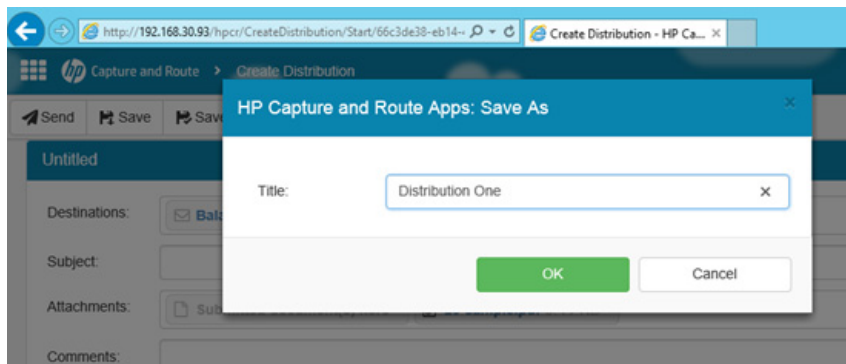 http://192.168.30.93/hpcr/CreateDistribution/Start/66c3de38-eb14-
Create Distribution - HP Ca...
hp Capture and Route > Create Distribution
Send Save Save
HP Capture and Route Apps: Save As
Untitled
Title: Distribution One
Destinations:
Subject:
OK Cancel
Attachments:
Comments: